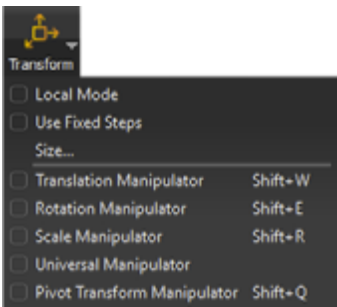 Transform
Local Mode
Use Fixed Steps
Size...
Translation Manipulator Shift+W
Rotation Manipulator Shift+E
Scale Manipulator Shift+R
Universal Manipulator
Pivot Transform Manipulator Shift+Q